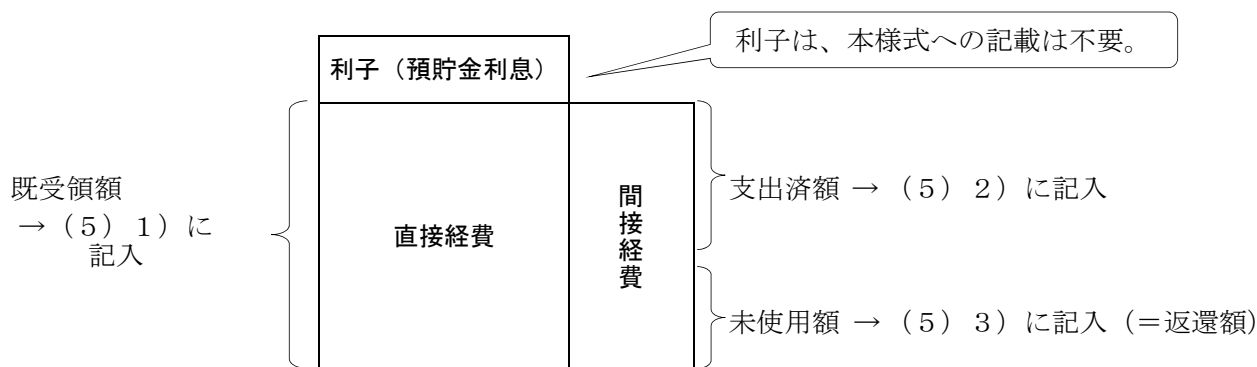 利子は、本様式への記載は不要。
利子（預貯金利息）
既受領額
→（５）１）に
記入
直接経費
間接経費
支出済額 → （５）２）に記入
未使用額 → （５）３）に記入（＝返還額）